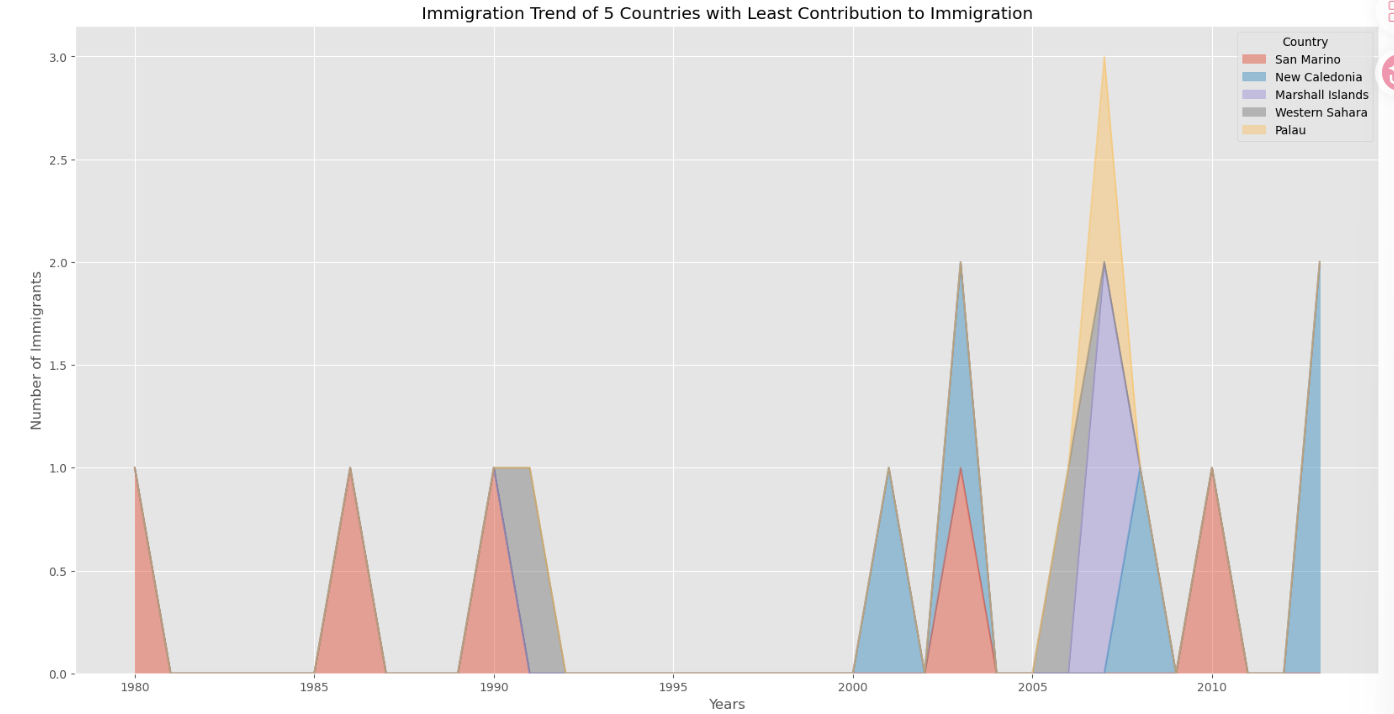 Immigration Trend of 5 Countries with Least Contribution to Immigration
Country
San Marino
New Caledonia
Marshall Islands
Western Sahara
Palau
3.0
2.5
2.0
1.5
1.0
0.5
0.0
Number of Immigrants
1980 1985 1990 1995 2000 2005 2010
Years